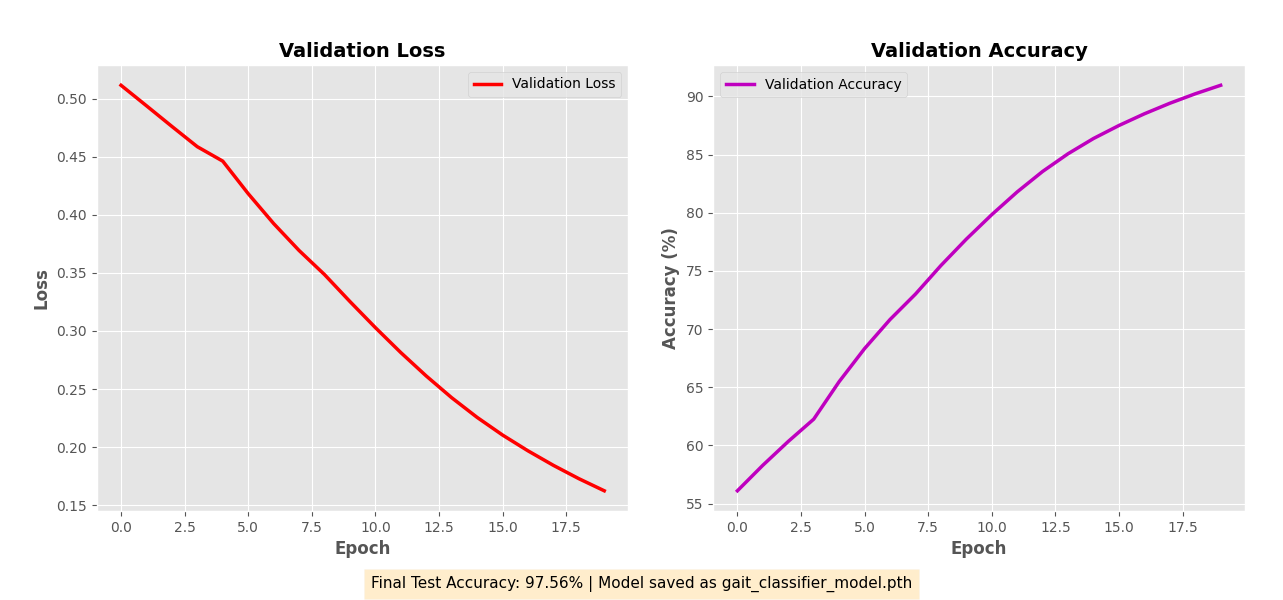 Validation Loss
Validation Loss
0.50
0.45
0.40
0.35
0.30
0.25
0.20
0.15
Loss
0.0 2.5 5.0 7.5 10.0 12.5 15.0 17.5
Epoch
Validation Accuracy
Validation Accuracy
90
85
80
75
70
65
60
55
Accuracy (%)
0.0 2.5 5.0 7.5 10.0 12.5 15.0 17.5
Epoch
Final Test Accuracy: 97.56% | Model saved as gait_classifier_model.pth